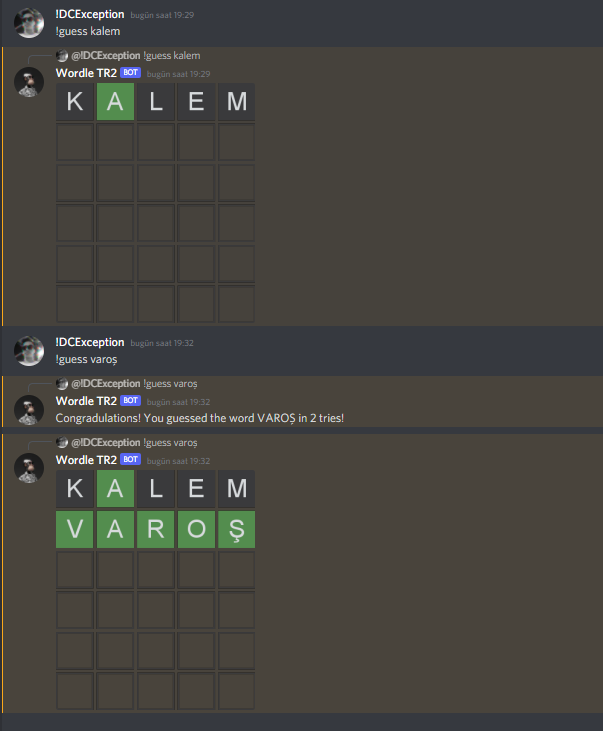 !DCException bugün saat 19:29
!guess kalem
@!DCException !guess kalem
Wordle TR2 BOT bugün saat 19:29
K A L E M
!DCException bugün saat 19:32
!guess varoş
@!DCException !guess varoş
Wordle TR2 BOT bugün saat 19:32
Congradulations! You guessed the word VAROŞ in 2 tries!
@!DCException !guess varoş
Wordle TR2 BOT bugün saat 19:32
K A L E M
V A R O Ş